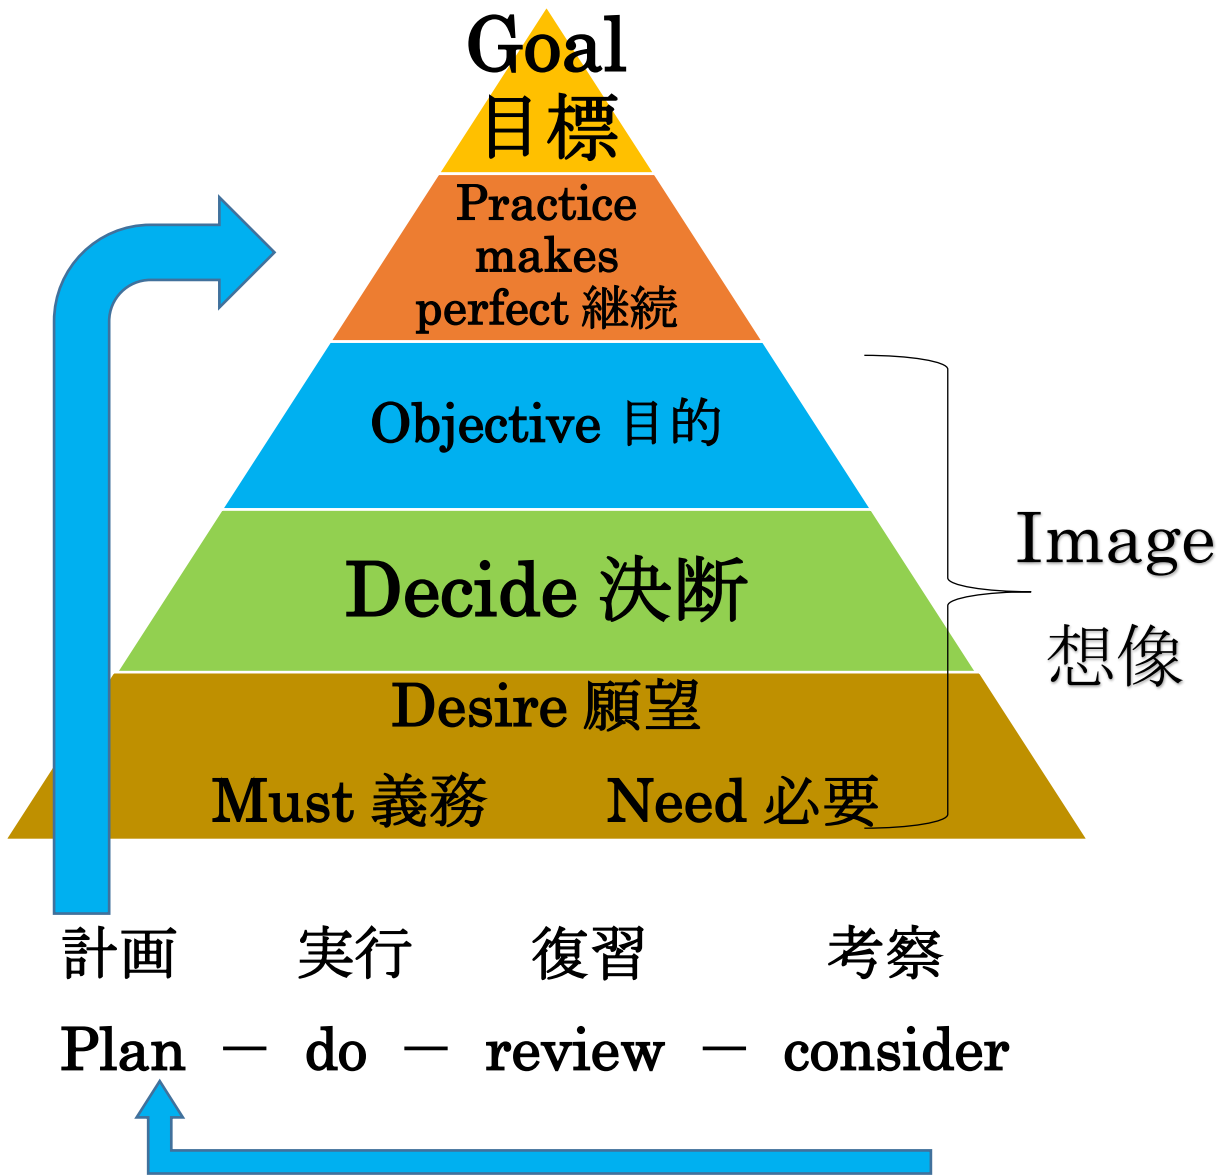 Goal
目標
Practice
makes
perfect 継続
Objective 目的
Decide 決断
Desire 願望
Must 義務 Need 必要
Image
想像
計画 実行 復習 考察
Plan － do － review － consider